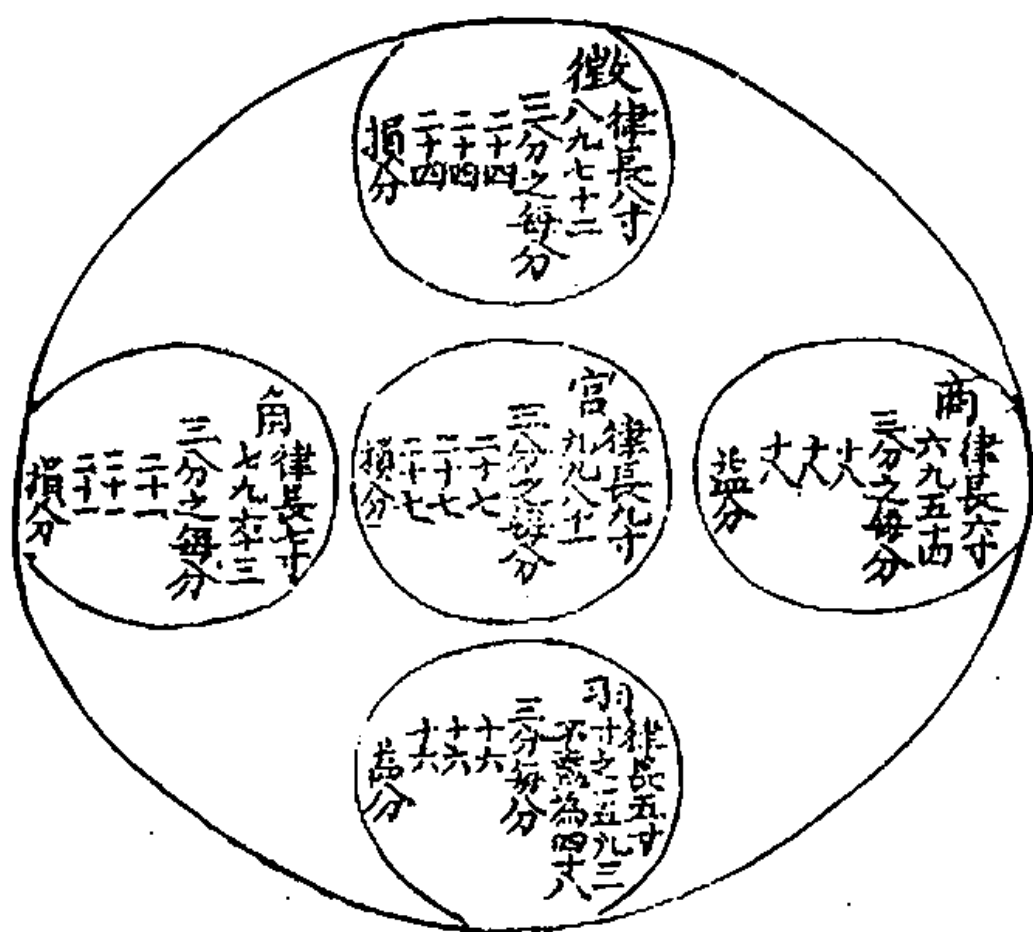 徵
律長八寸
八九七十二
三分之每分
二十四
二十四
二十四
損分
商
律長六寸
六九五十四
三分之每分
十八
十八
十八
益分
宮
律長九寸
九九八十一
三分之每分
二十七
二十七
二十七
損分
角
律長七寸
七九六十三
三分之每分
二十一
二十一
二十一
損分
羽
律長五寸
三分每分
十六
十六
十六
益分